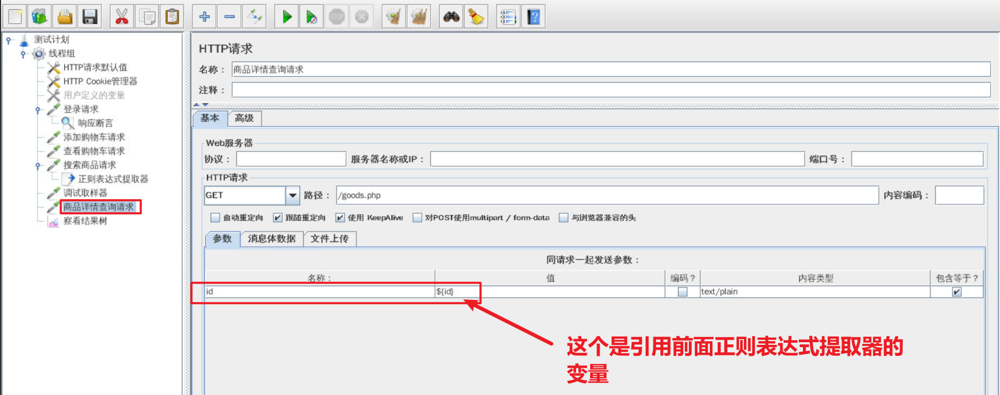 STOP
测试计划
线程组
HTTP请求默认值
HTTP Cookie管理器
用户定义的变量
登录请求
响应断言
添加购物车请求
查看购物车请求
搜索商品请求
正则表达式提取器
调试取样器
商品详情查询请求
察看结果树
HTTP请求
名称： 商品详情查询请求
注释：
基本 高级
Web服务器
协议： 服务器名称或IP： 端口号：
HTTP请求
GET 路径： /goods.php 内容编码：
自动重定向 跟随重定向 使用 KeepAlive 对POST使用multipart / form-data 与浏览器兼容的头
参数 消息体数据 文件上传
同请求一起发送参数：
名称： 值 编码？ 内容类型 包含等于？
id ${id} text/plain
这个是引用前面正则表达式提取器的
变量